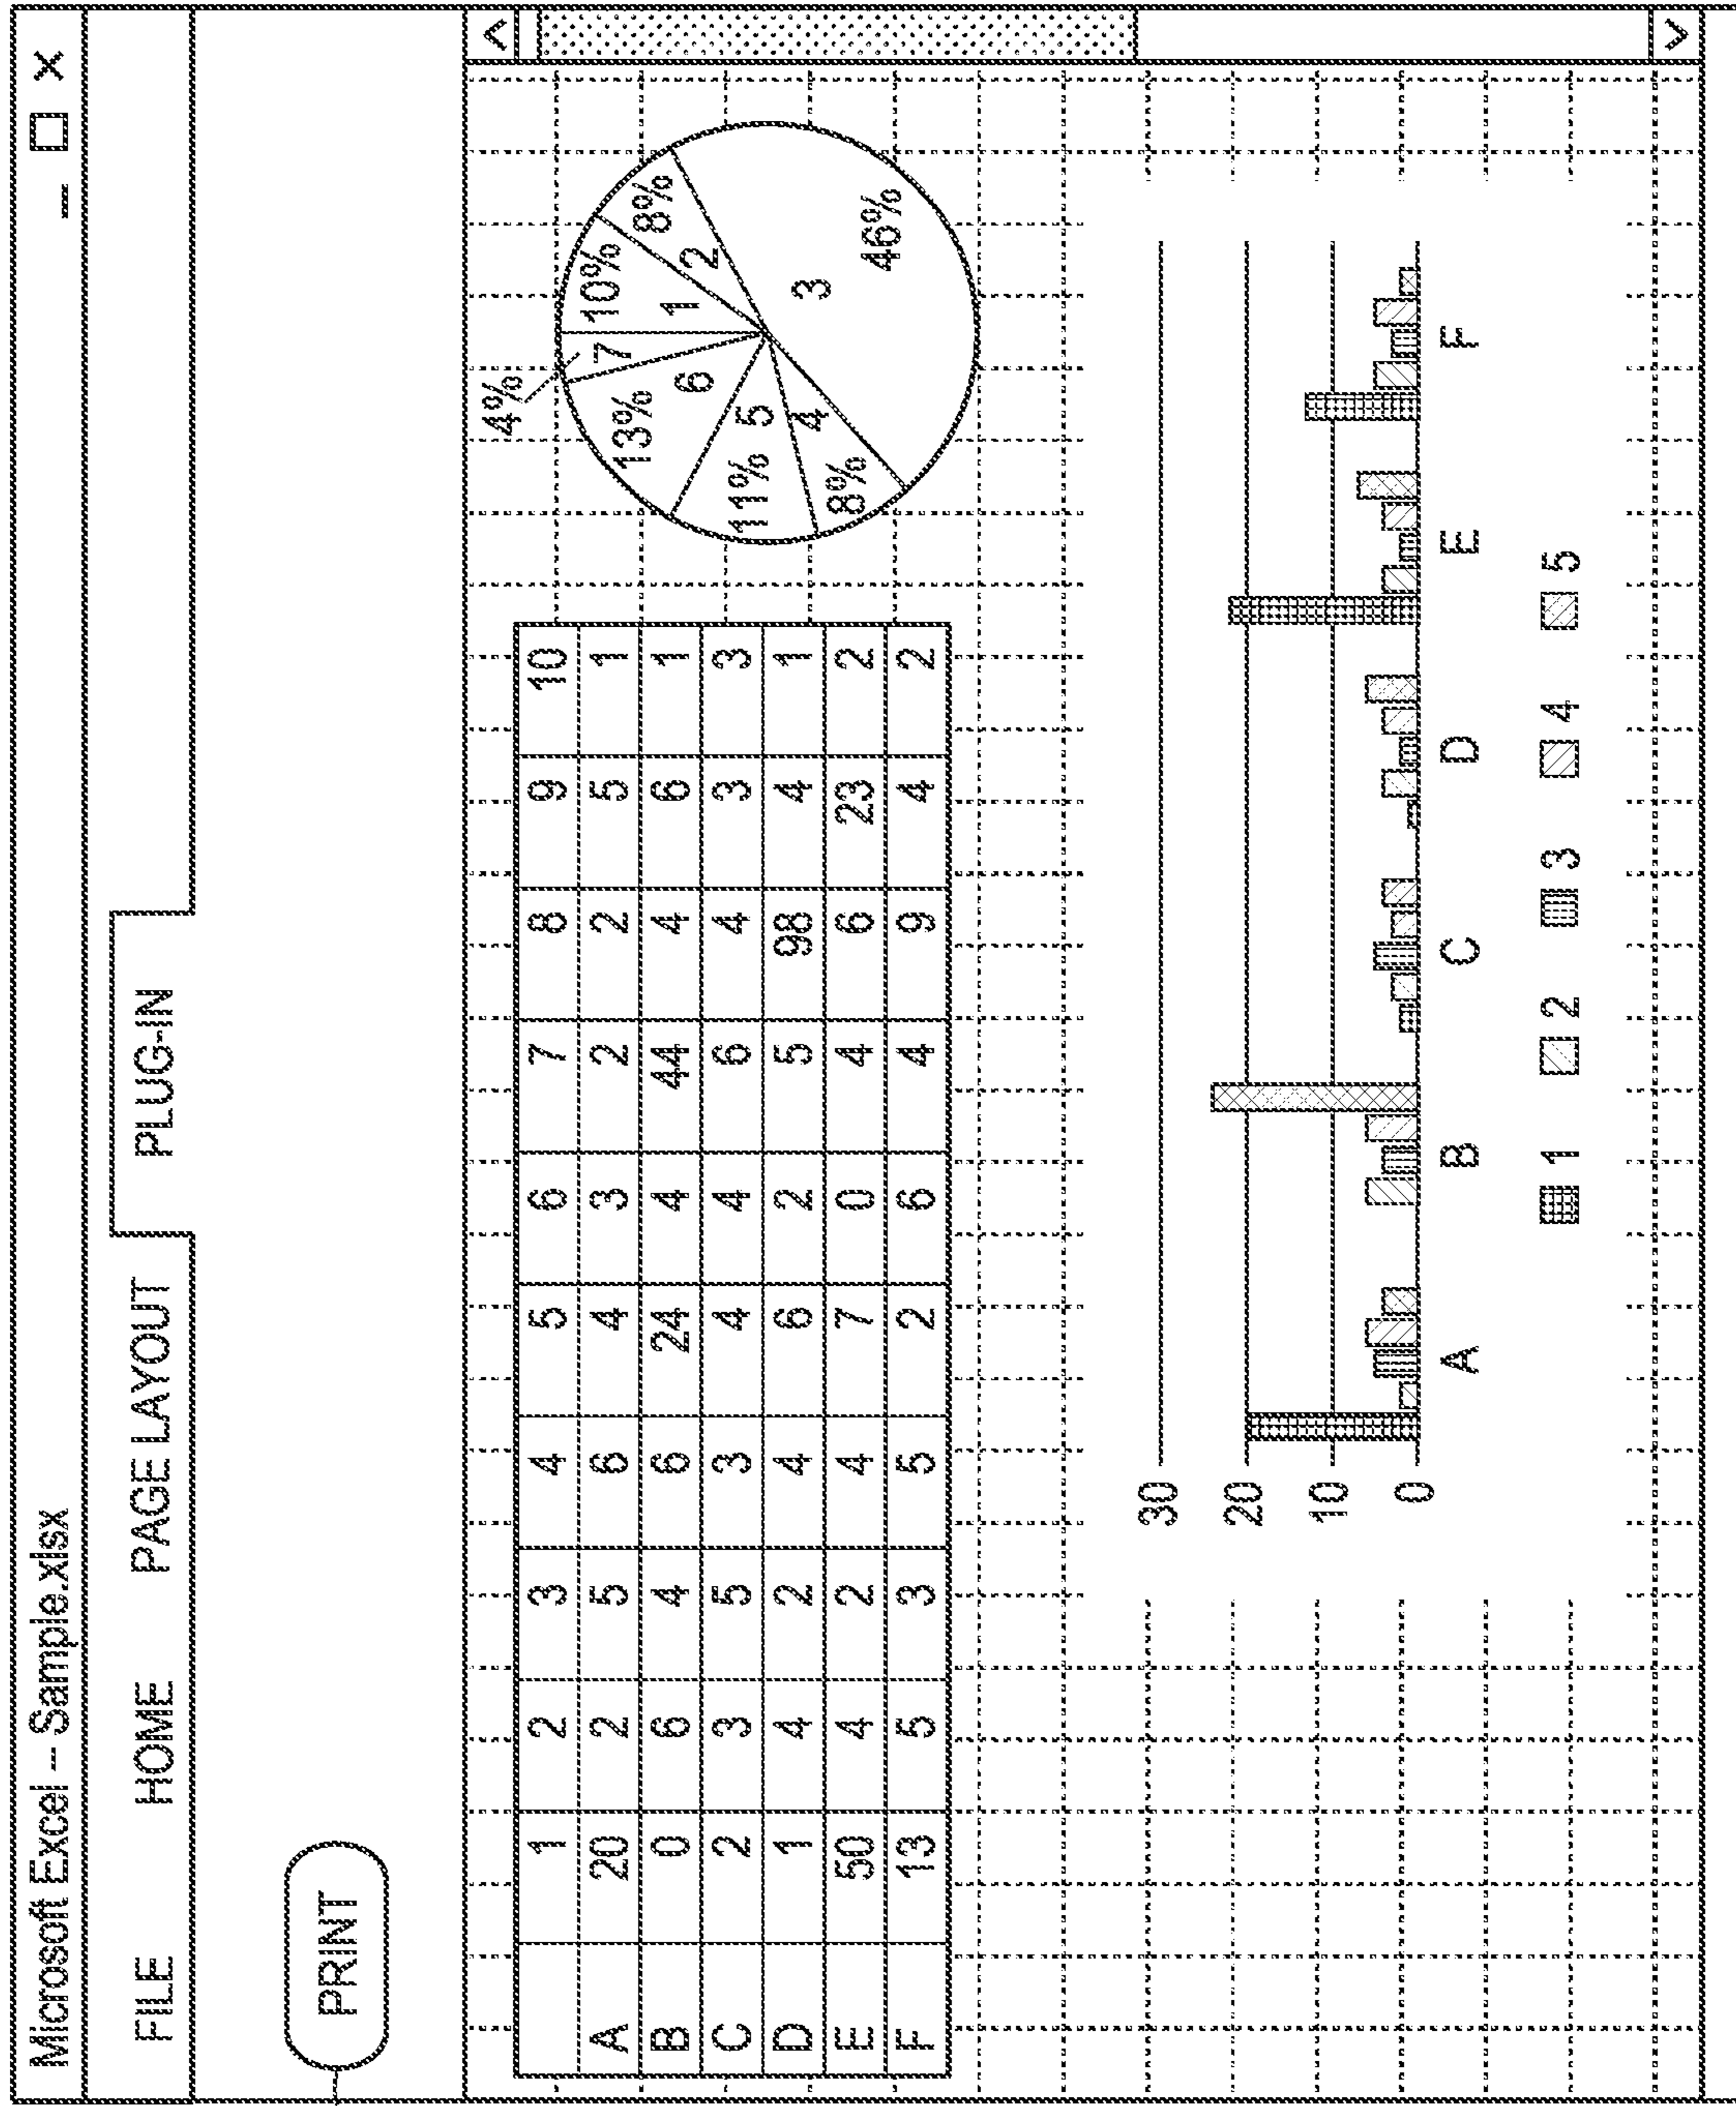 Microsoft Excel – Sample.xlsx _ □ X
FILE HOME PAGE LAYOUT PLUG-IN
PRINT
1 2 3 4 5 6 7 8 9 10
A 20 2 5 6 4 3 2 2 5 1
B 0 6 4 6 24 4 44 4 6 1
C 2 3 5 3 4 4 6 4 3 3
D 1 4 2 4 6 2 5 98 4 1
E 50 4 2 4 7 0 4 6 23 2
F 13 5 3 5 2 6 4 9 4 2
4%
13% 7 10%
6 1 8%
2
11% 5
3
8% 4
46%
30
20
10
0
A B C D E F
1 2 3 4 5